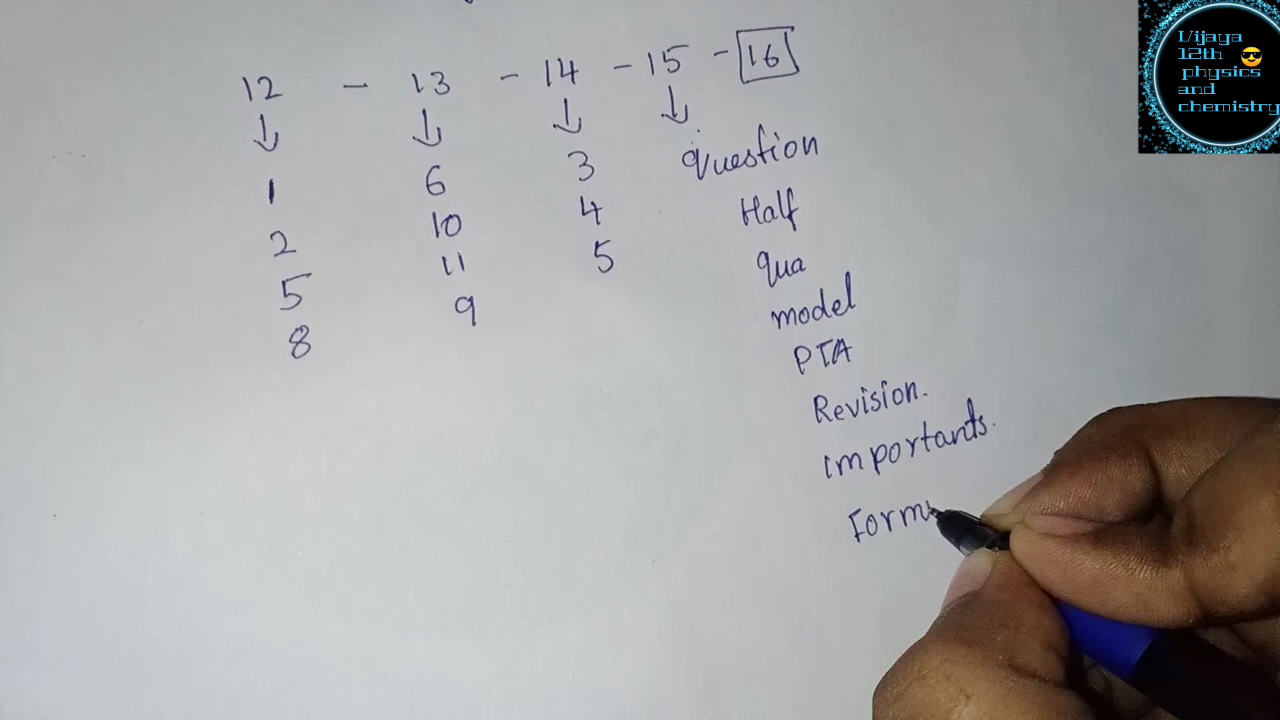 12 - 13 - 14 - 15 - 16
↓ ↓ ↓ ↓
1 6 3 Question
2 10 4 Half
5 11 5 qua
8 9 model
PTA
Revision.
importants.
Form
Vijaya
12th
physics
and
chemistry